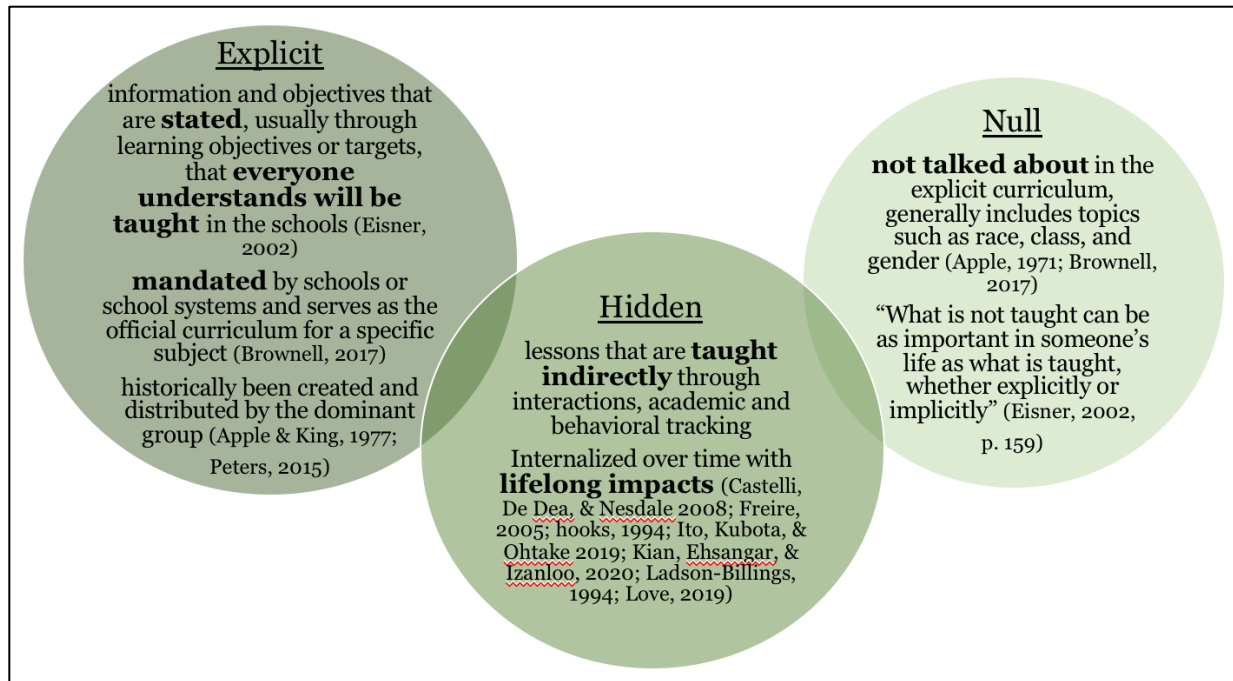 Explicit
information and objectives that
are stated, usually through
learning objectives or targets,
that everyone
understands will be
taught in the schools (Eisner,
2002)
mandated by schools or
school systems and serves as the
official curriculum for a specific
subject (Brownell, 2017)
historically been created and
distributed by the dominant
group (Apple & King, 1977;
Peters, 2015)
Hidden
lessons that are taught
indirectly through
interactions, academic and
behavioral tracking
Internalized over time with
lifelong impacts (Castelli,
De Dea, & Nesdale 2008; Freire,
2005; hooks, 1994; Ito, Kubota, &
Ohtake 2019; Kian, Ehsangar, &
Izanloo, 2020; Ladson-Billings,
1994; Love, 2019)
Null
not talked about in the
explicit curriculum,
generally includes topics
such as race, class, and
gender (Apple, 1971; Brownell,
2017)
“What is not taught can be
as important in someone’s
life as what is taught,
whether explicitly or
implicitly” (Eisner, 2002,
p. 159)